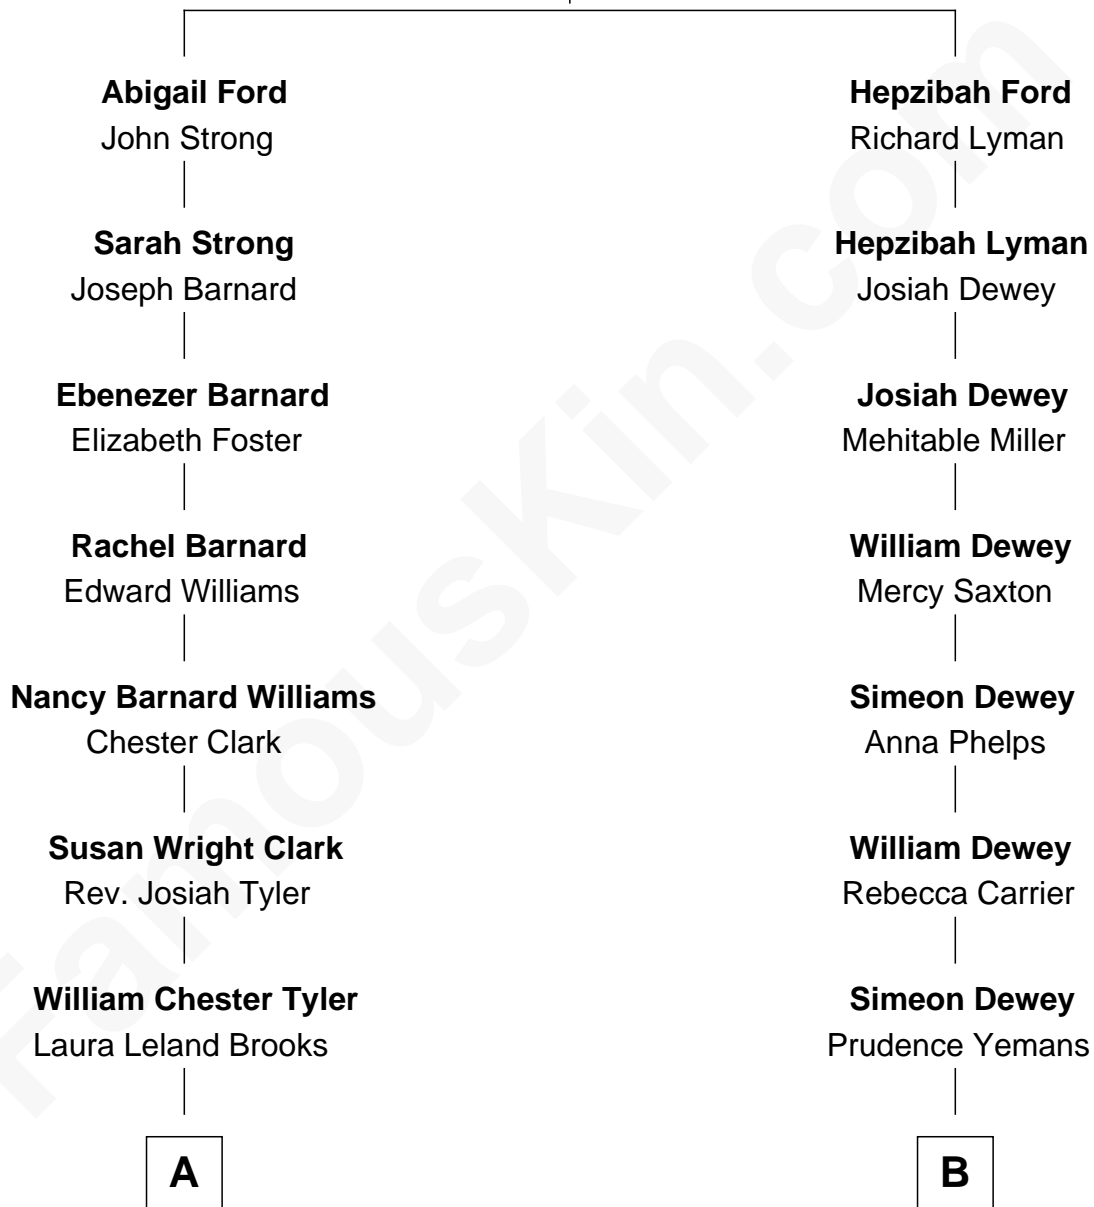 Abigail Ford
John Strong
Sarah Strong
Joseph Barnard
Ebenezer Barnard
Elizabeth Foster
Rachel Barnard
Edward Williams
Nancy Barnard Williams
Chester Clark
Susan Wright Clark
Rev. Josiah Tyler
William Chester Tyler
Laura Leland Brooks
A
Hepzibah Ford
Richard Lyman
Hepzibah Lyman
Josiah Dewey
Josiah Dewey
Mehitable Miller
William Dewey
Mercy Saxton
Simeon Dewey
Anna Phelps
William Dewey
Rebecca Carrier
Simeon Dewey
Prudence Yemans
B
FamousKin.com